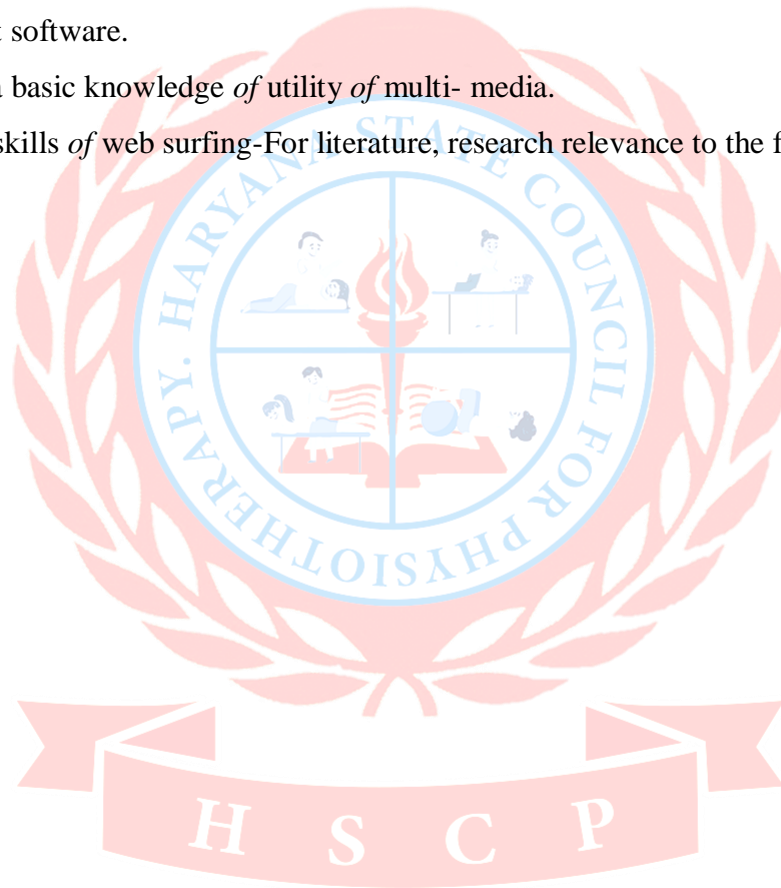 t software.
a basic knowledge of utility of multi- media.
skills of web surfing-For literature, research relevance to the f
HARYANA STATE COUNCIL FOR PHYSIOTHERAPY.
H S C P